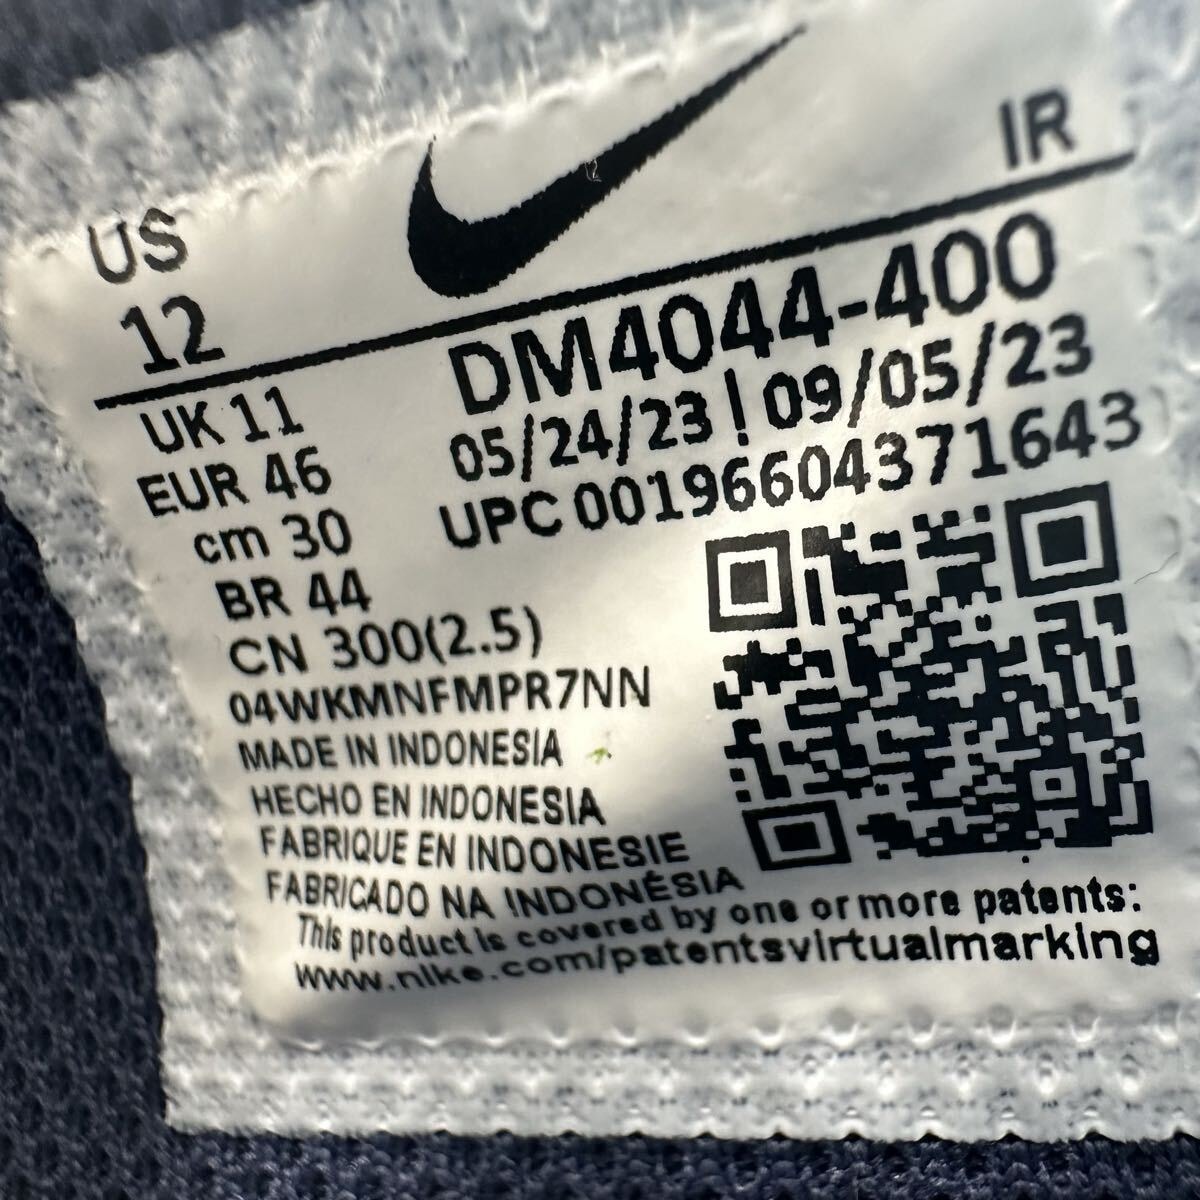 US
IR
12
DM4044-400
UK 11
05/24/23 | 09/05/23
EUR 46
UPC 00196604371643
cm 30
BR 44
CN 300(2.5)
04WKMNFMPR7NN
MADE IN INDONESIA
HECHO EN INDONESIA
FABRIQUE EN INDONESIE
FABRICADO NA INDONÉSIA
This product is covered by one or more patents:
www.nike.com/patentsvirtualmarking